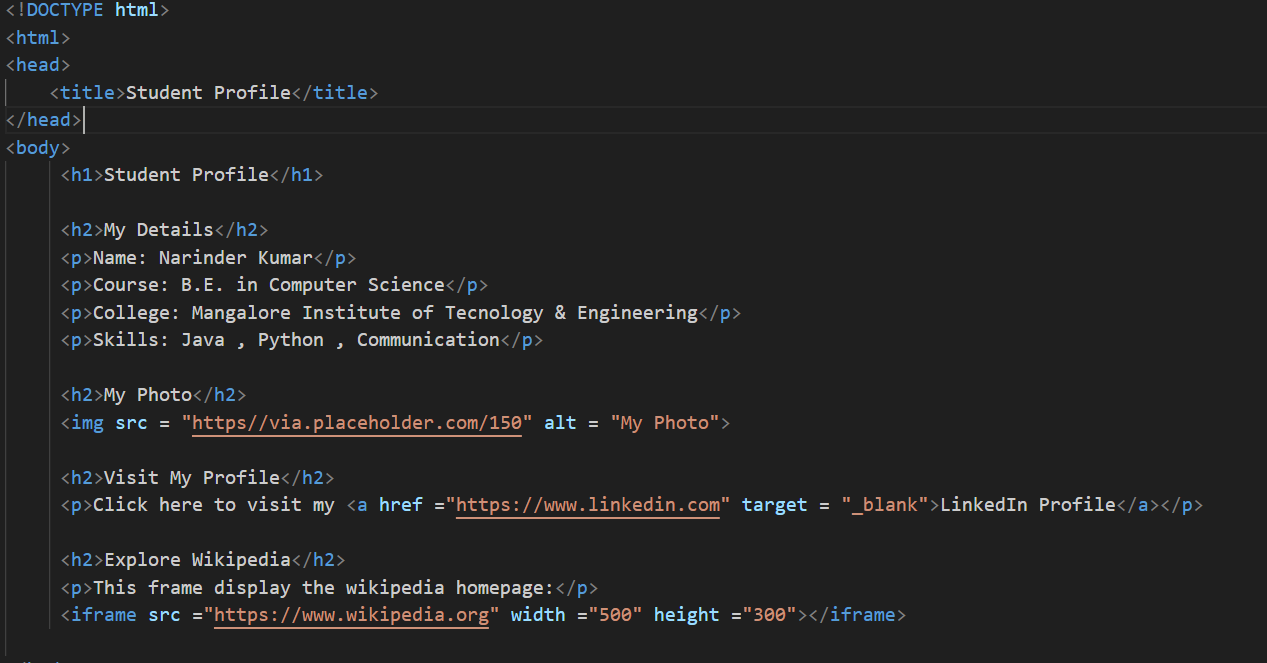 <!DOCTYPE html>
<html>
<head>
    <title>Student Profile</title>
</head>
<body>
     <h1>Student Profile</h1>
     <h2>My Details</h2>
     <p>Name: Narinder Kumar</p>
     <p>Course: B.E. in Computer Science</p>
     <p>College: Mangalore Institute of Tecnology & Engineering</p>
     <p>Skills: Java , Python , Communication</p>
     <h2>My Photo</h2>
     <img src = "https//via.placeholder.com/150" alt = "My Photo">
     <h2>Visit My Profile</h2>
     <p>Click here to visit my <a href ="https://www.linkedin.com" target = "_blank">LinkedIn Profile</a></p>
     <h2>Explore Wikipedia</h2>
     <p>This frame display the wikipedia homepage:</p>
     <iframe src ="https://www.wikipedia.org" width ="500" height ="300"></iframe>